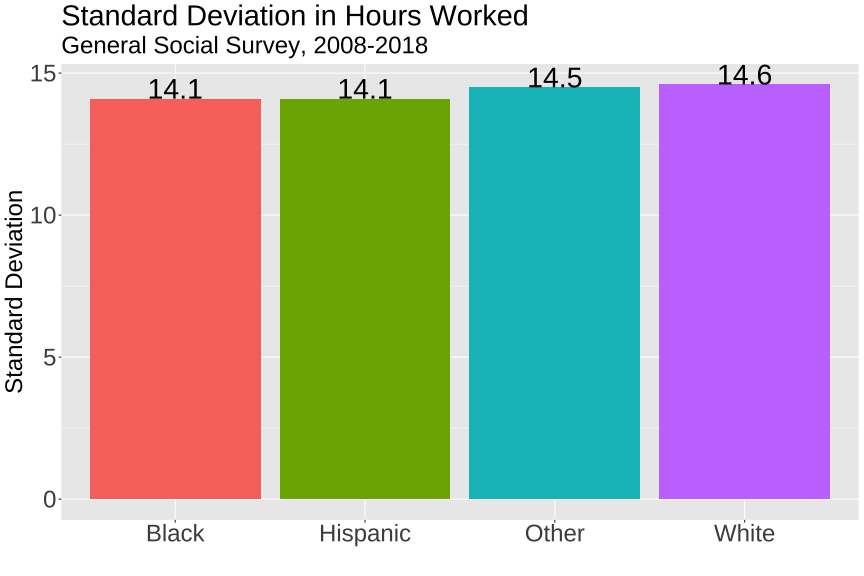 Standard Deviation in Hours Worked
General Social Survey, 2008-2018
Standard Deviation
15
10
5
0
14.1
14.1
14.5
14.6
Black
Hispanic
Other
White